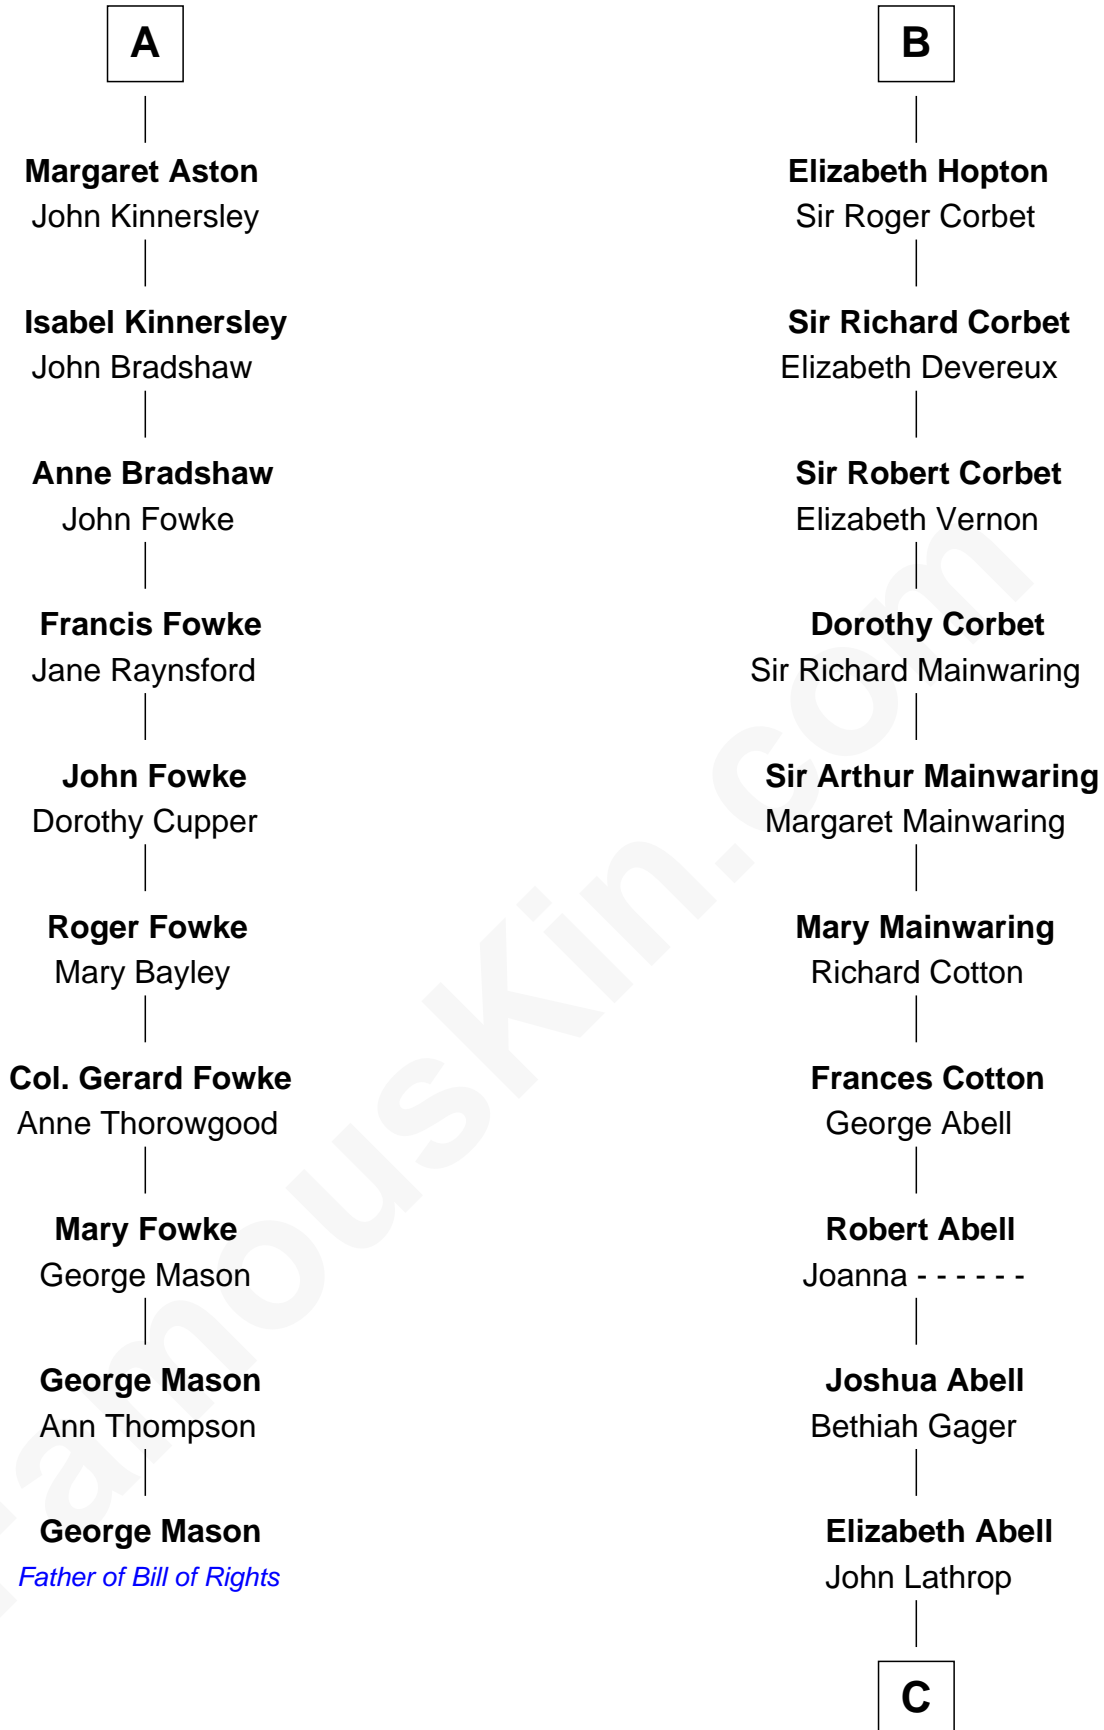 A
Margaret Aston
John Kinnersley
Isabel Kinnersley
John Bradshaw
Anne Bradshaw
John Fowke
Francis Fowke
Jane Raynsford
John Fowke
Dorothy Cupper
Roger Fowke
Mary Bayley
Col. Gerard Fowke
Anne Thorowgood
Mary Fowke
George Mason
George Mason
Ann Thompson
George Mason
Father of Bill of Rights
B
Elizabeth Hopton
Sir Roger Corbet
Sir Richard Corbet
Elizabeth Devereux
Sir Robert Corbet
Elizabeth Vernon
Dorothy Corbet
Sir Richard Mainwaring
Sir Arthur Mainwaring
Margaret Mainwaring
Mary Mainwaring
Richard Cotton
Frances Cotton
George Abell
Robert Abell
Joanna - - - - - -
Joshua Abell
Bethiah Gager
Elizabeth Abell
John Lathrop
C
FamousKin.com